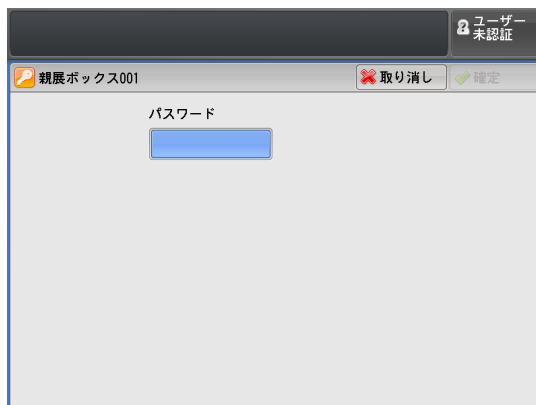 ユーザー
未認証
親展ボックス001
取り消し
確定
パスワード